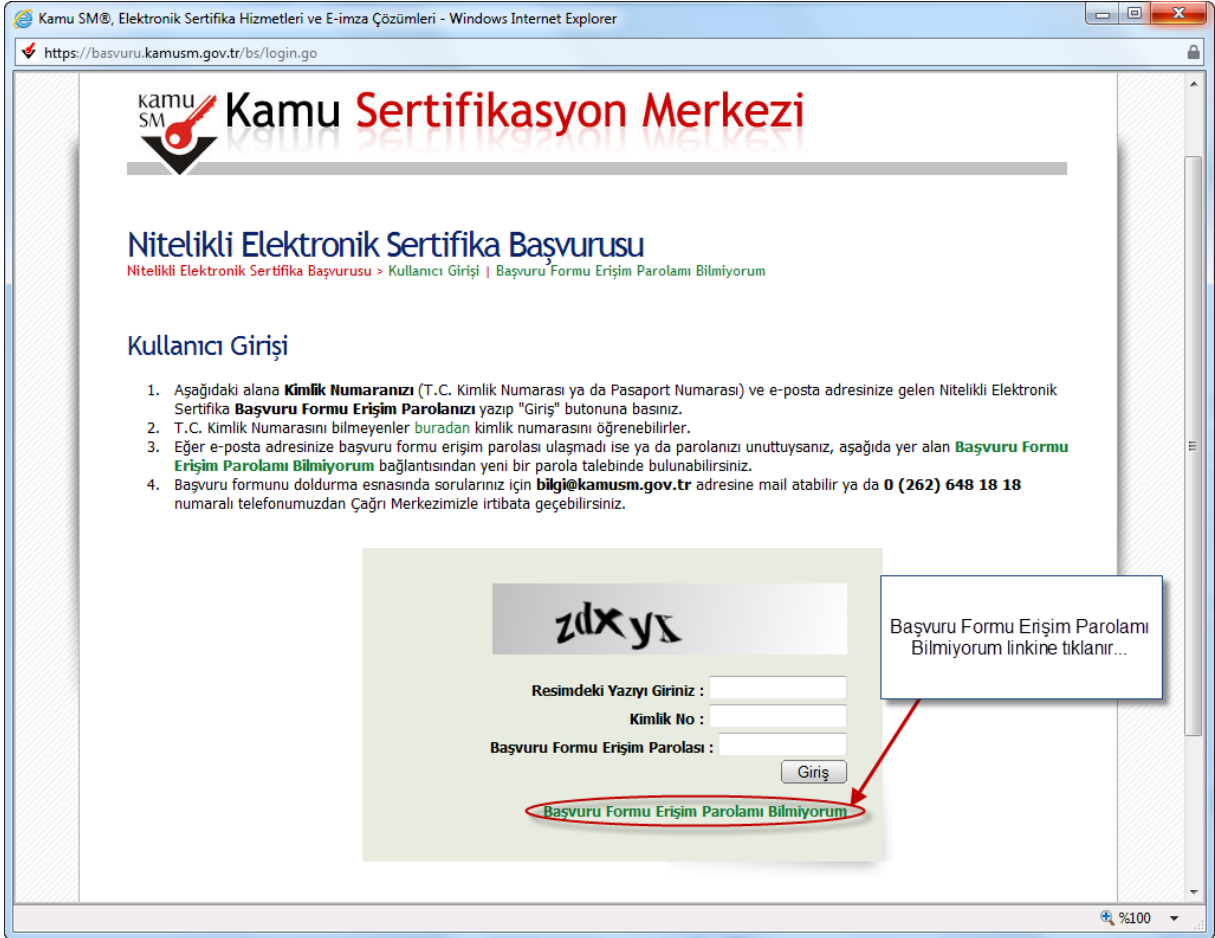 Kamu SM®, Elektronik Sertifika Hizmetleri ve E-imza Çözümleri - Windows Internet Explorer
https://basvuru.kamusm.gov.tr/bs/login.go
Kamu SM
Kamu Sertifikasyon Merkezi
Nitelikli Elektronik Sertifika Başvurusu
Nitelikli Elektronik Sertifika Başvurusu > Kullanıcı Girişi | Başvuru Formu Erişim Parolamı Bilmiyorum
Kullanıcı Girişi
1. Aşağıdaki alana Kimlik Numaranızı (T.C. Kimlik Numarası ya da Pasaport Numarası) ve e-posta adresinize gelen Nitelikli Elektronik
Sertifika Başvuru Formu Erişim Parolanızı yazıp "Giriş" butonuna basınız.
2. T.C. Kimlik Numarasını bilmeyenler buradan kimlik numarasını öğrenebilirler.
3. Eğer e-posta adresinize başvuru formu erişim parolası ulaşmadı ise ya da parolanızı unuttuysanız, aşağıda yer alan Başvuru Formu
Erişim Parolamı Bilmiyorum bağlantısından yeni bir parola talebinde bulunabilirsiniz.
4. Başvuru formunu doldurma esnasında sorularınız için bilgi@kamusm.gov.tr adresine mail atabilir ya da 0 (262) 648 18 18
numaralı telefonumuzdan Çağrı Merkezimizle irtibata geçebilirsiniz.
zdxyx
Başvuru Formu Erişim Parolamı
Bilmiyorum linkine tıklanır...
Resimdeki Yazıyı Giriniz :
Kimlik No :
Başvuru Formu Erişim Parolası :
Giriş
Başvuru Formu Erişim Parolamı Bilmiyorum
%100